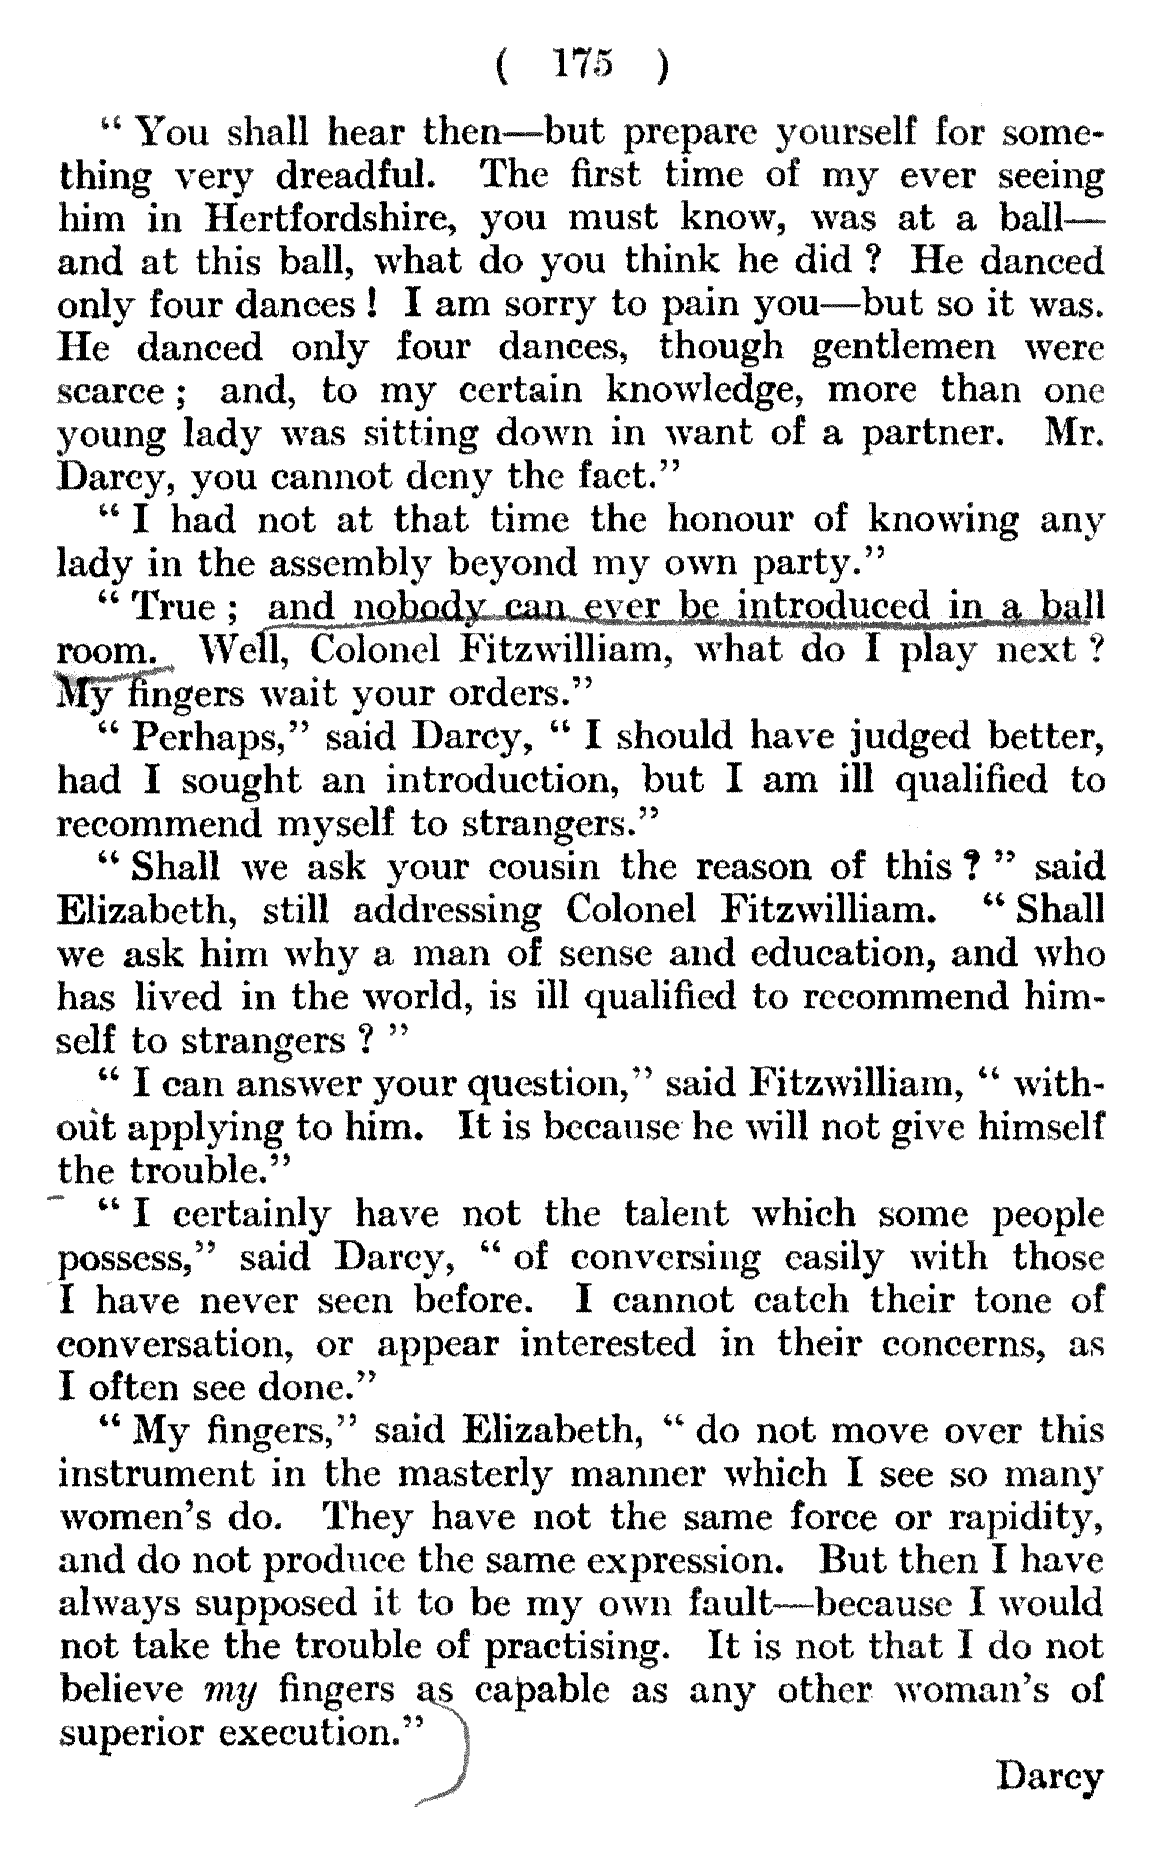 ( 175 )
“ You shall hear then—but prepare yourself for some-
thing very dreadful. The first time of my ever seeing
him in Hertfordshire, you must know, was at a ball—
and at this ball, what do you think he did ? He danced
only four dances ! I am sorry to pain you—but so it was.
He danced only four dances, though gentlemen were
scarce ; and, to my certain knowledge, more than one
young lady was sitting down in want of a partner. Mr.
Darcy, you cannot deny the fact.”
“ I had not at that time the honour of knowing any
lady in the assembly beyond my own party.”
“ True ; and nobody can ever be introduced in a ball
room. Well, Colonel Fitzwilliam, what do I play next ?
My fingers wait your orders.”
“ Perhaps,” said Darcy, “ I should have judged better,
had I sought an introduction, but I am ill qualified to
recommend myself to strangers.”
“ Shall we ask your cousin the reason of this ? ” said
Elizabeth, still addressing Colonel Fitzwilliam. “ Shall
we ask him why a man of sense and education, and who
has lived in the world, is ill qualified to recommend him-
self to strangers ? ”
“ I can answer your question,” said Fitzwilliam, “ with-
out applying to him. It is because he will not give himself
the trouble.”
“ I certainly have not the talent which some people
possess,” said Darcy, “ of conversing easily with those
I have never seen before. I cannot catch their tone of
conversation, or appear interested in their concerns, as
I often see done.”
“ My fingers,” said Elizabeth, “ do not move over this
instrument in the masterly manner which I see so many
women’s do. They have not the same force or rapidity,
and do not produce the same expression. But then I have
always supposed it to be my own fault—because I would
not take the trouble of practising. It is not that I do not
believe my fingers as capable as any other woman’s of
superior execution.”
Darcy